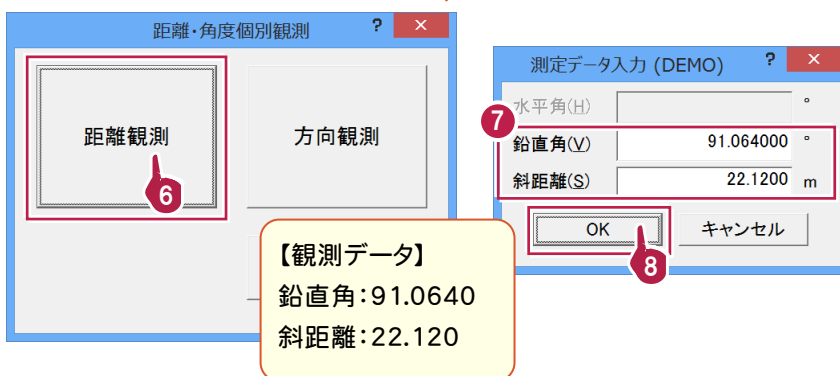 距離・角度個別観測 ? ×
距離観測
方向観測
6
測定データ入力 (DEMO) ? ×
水平角(H) °
7
鉛直角(V) 91.064000 °
斜距離(S) 22.1200 m
OK キャンセル
8
【観測データ】
鉛直角:91.0640
斜距離:22.120